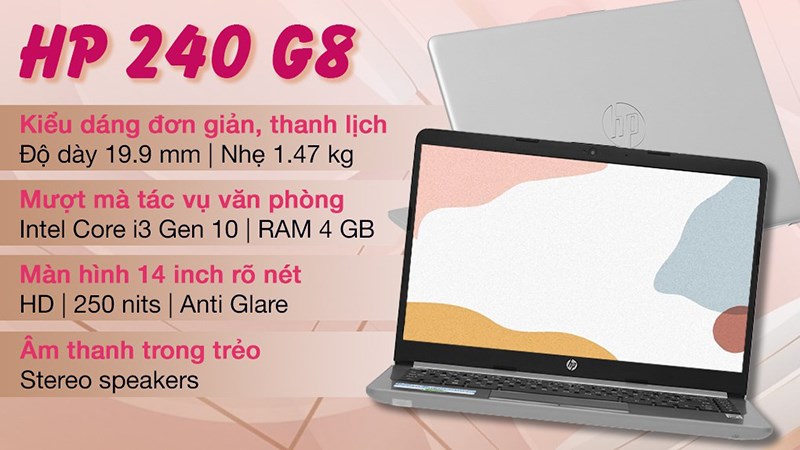 HP 240 G8
Kiểu dáng đơn giản, thanh lịch
Độ dày 19.9 mm | Nhẹ 1.47 kg
Mượt mà tác vụ văn phòng
Intel Core i3 Gen 10 | RAM 4 GB
Màn hình 14 inch rõ nét
HD | 250 nits | Anti Glare
Âm thanh trong trẻo
Stereo speakers
hp
hp